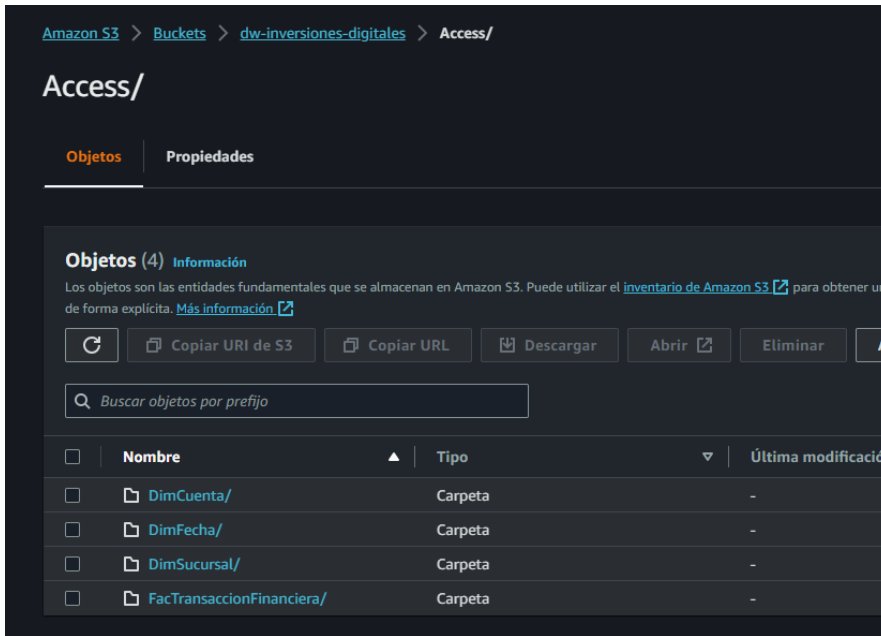 Amazon S3 > Buckets > dw-inversiones-digitales > Access/
Access/
Objetos Propiedades
Objetos (4) Información
Los objetos son las entidades fundamentales que se almacenan en Amazon S3. Puede utilizar el inventario de Amazon S3 para obtener
de forma explícita. Más información
Copiar URI de S3 Copiar URL Descargar Abrir Eliminar
Buscar objetos por prefijo
Nombre Tipo Última
DimCuenta/ Carpeta -
DimFecha/ Carpeta -
DimSucursal/ Carpeta -
FacTransaccionFinanciera/ Carpeta -